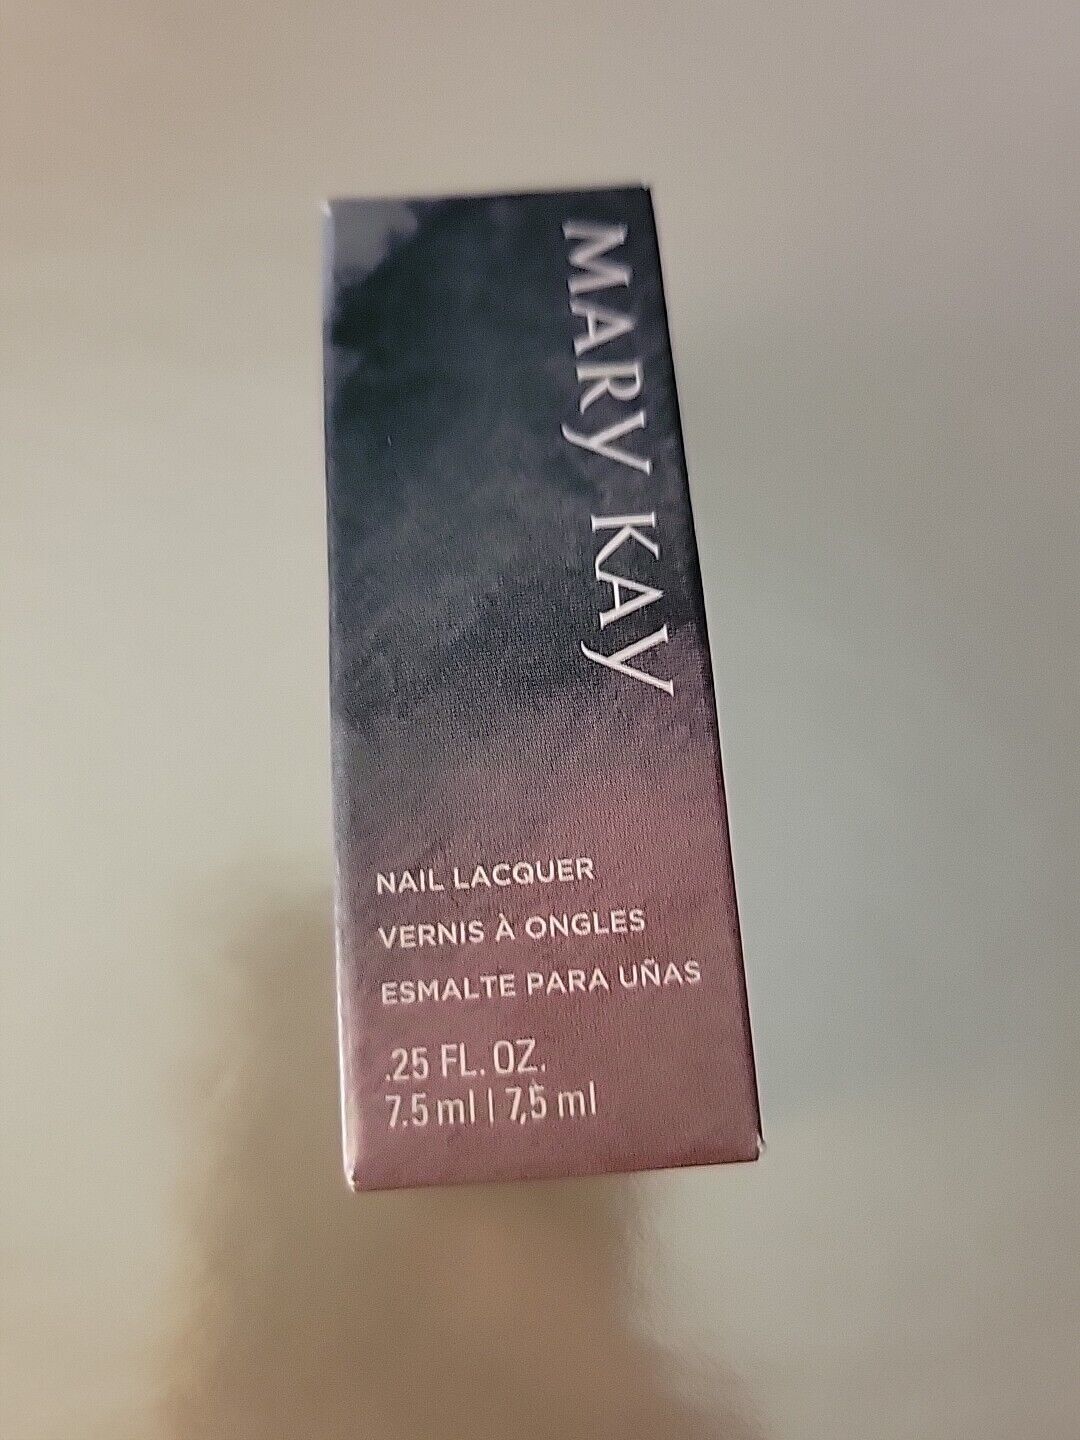 MARY KAY
NAIL LACQUER
VERNIS À ONGLES
ESMALTE PARA UÑAS
.25 FL. OZ.
7.5 ml | 7,5 ml